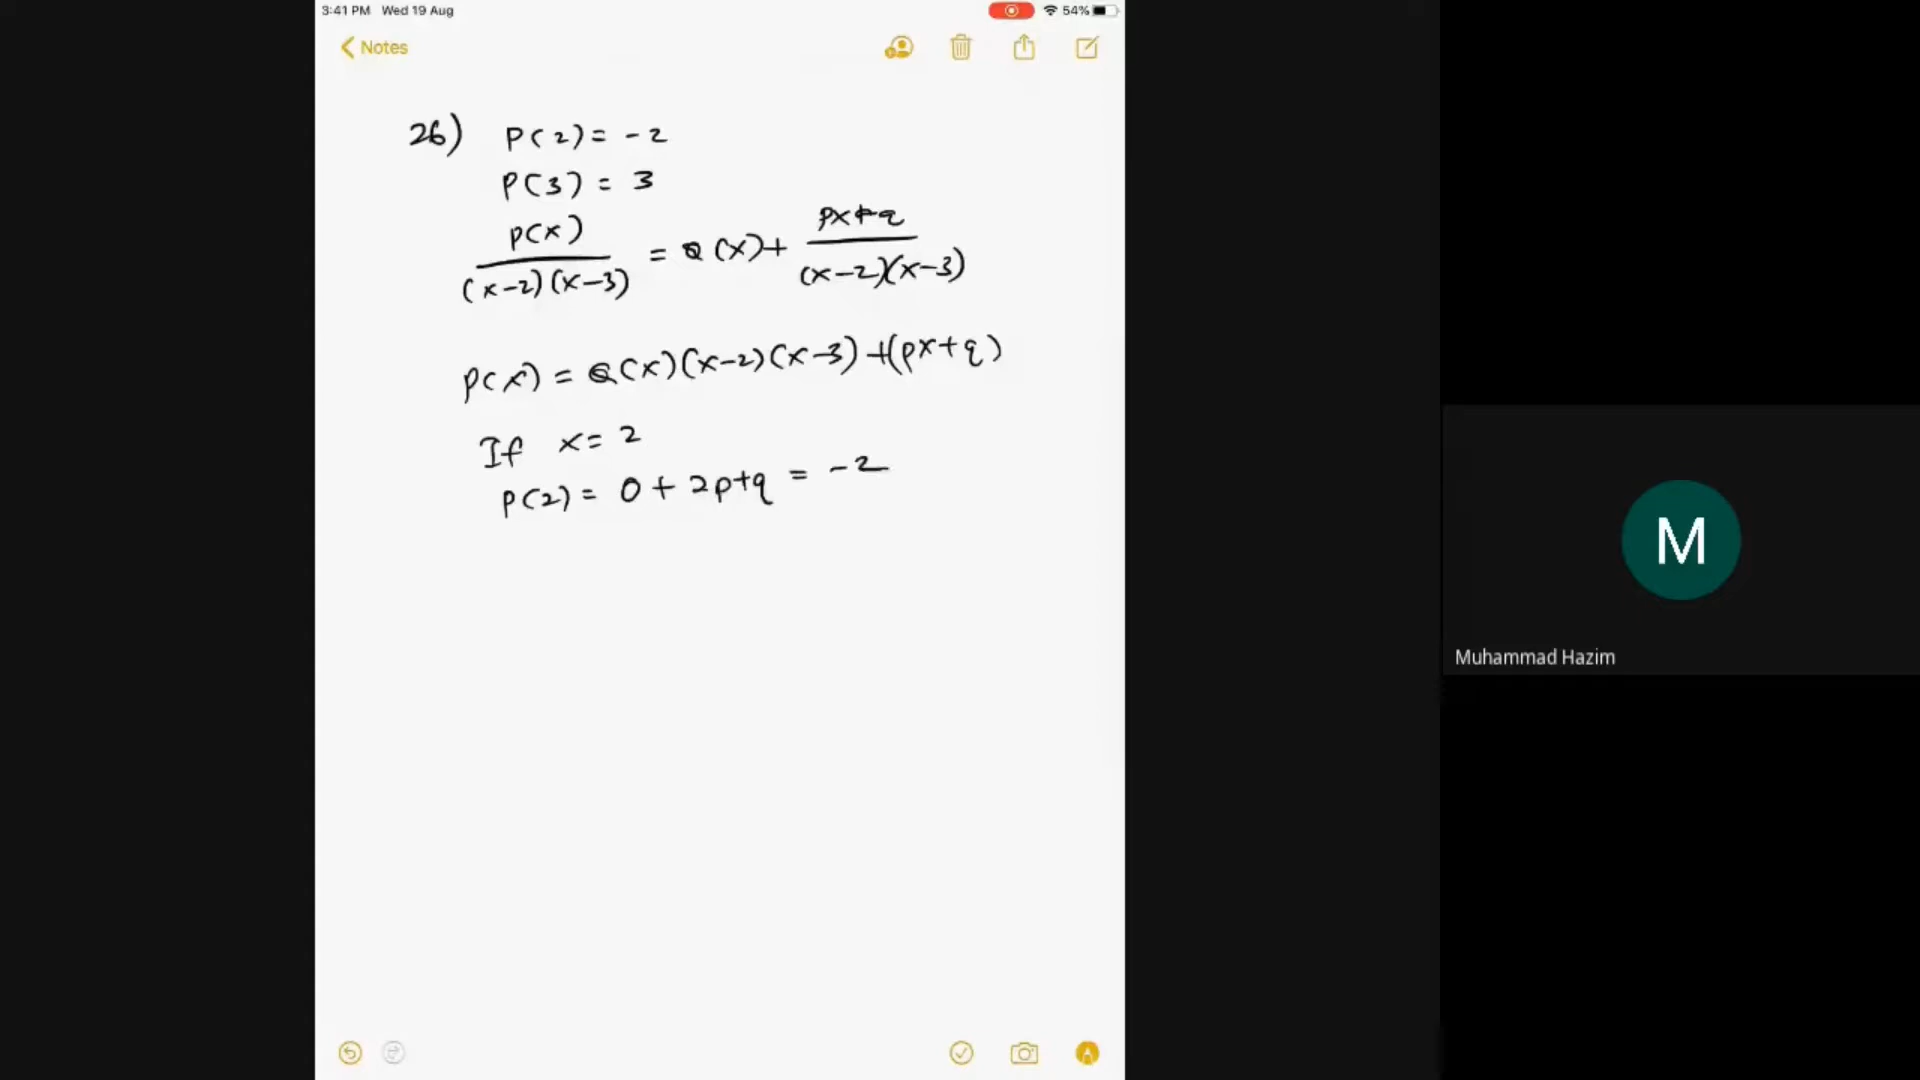 3:41 PM Wed 19 Aug 54%
Notes
26) P(2) = -2
P(3) = 3
P(x) / (x-2)(x-3) = Q(x) + px+q / (x-2)(x-3)
P(x) = Q(x)(x-2)(x-3) + (px+q)
If x = 2
P(2) = 0 + 2p+q = -2
M
Muhammad Hazim